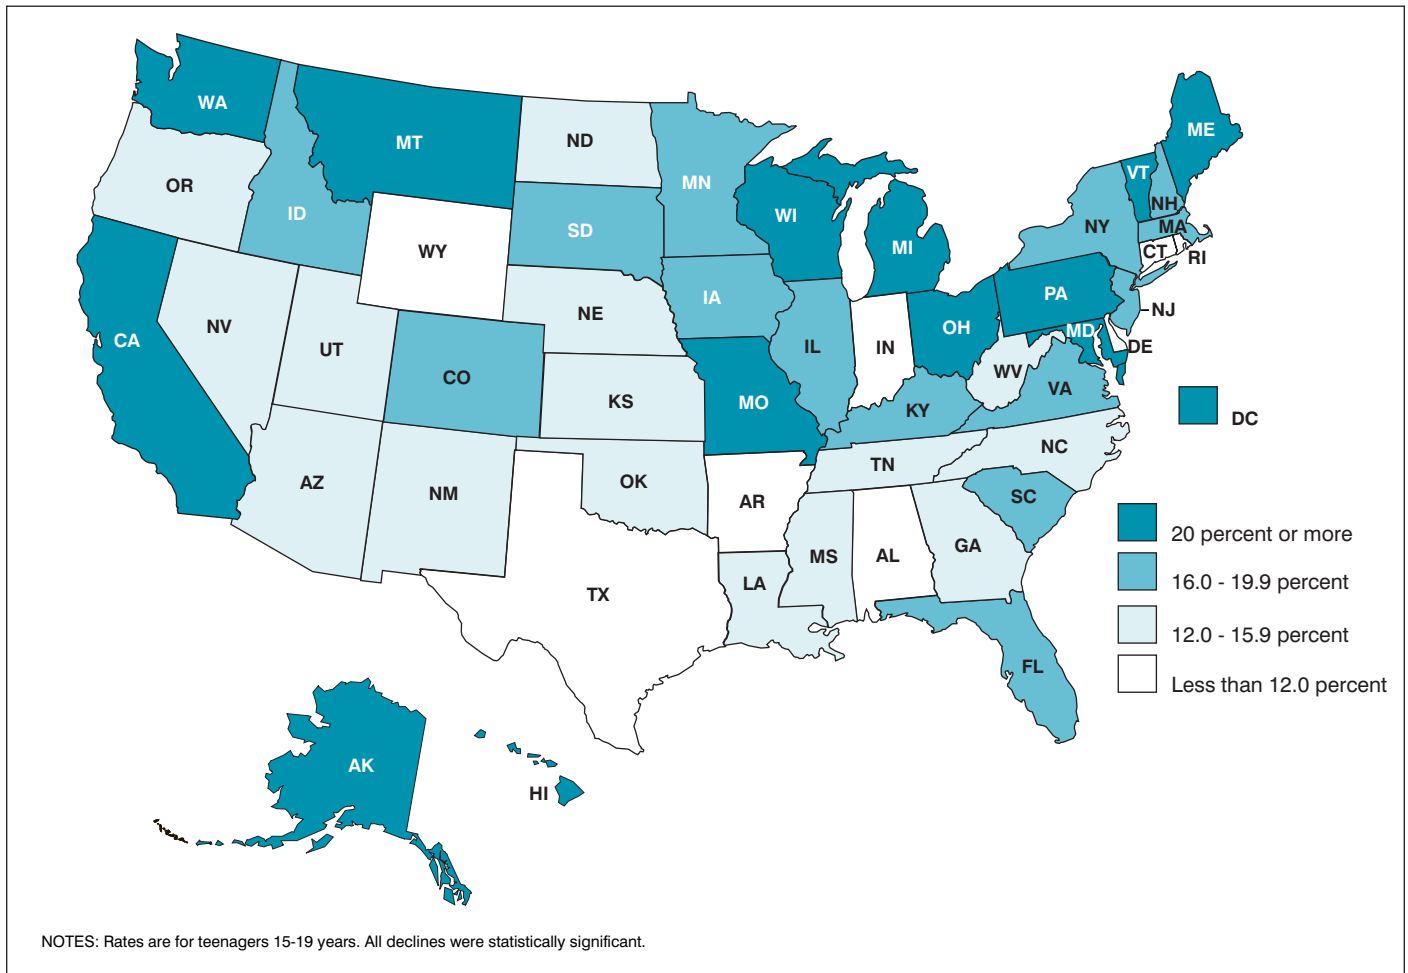 WA
MT
ND
MN
ME
OR
ID
SD
WI
VT
NH
WY
MI
NY
MA
CT
RI
NE
IA
PA
NJ
CA
NV
UT
CO
IL
IN
OH
MD
DE
WV
VA
KS
MO
KY
DC
AZ
NM
OK
AR
TN
NC
SC
TX
LA
MS
AL
GA
FL
AK
HI
20 percent or more
16.0 - 19.9 percent
12.0 - 15.9 percent
Less than 12.0 percent
NOTES: Rates are for teenagers 15-19 years. All declines were statistically significant.